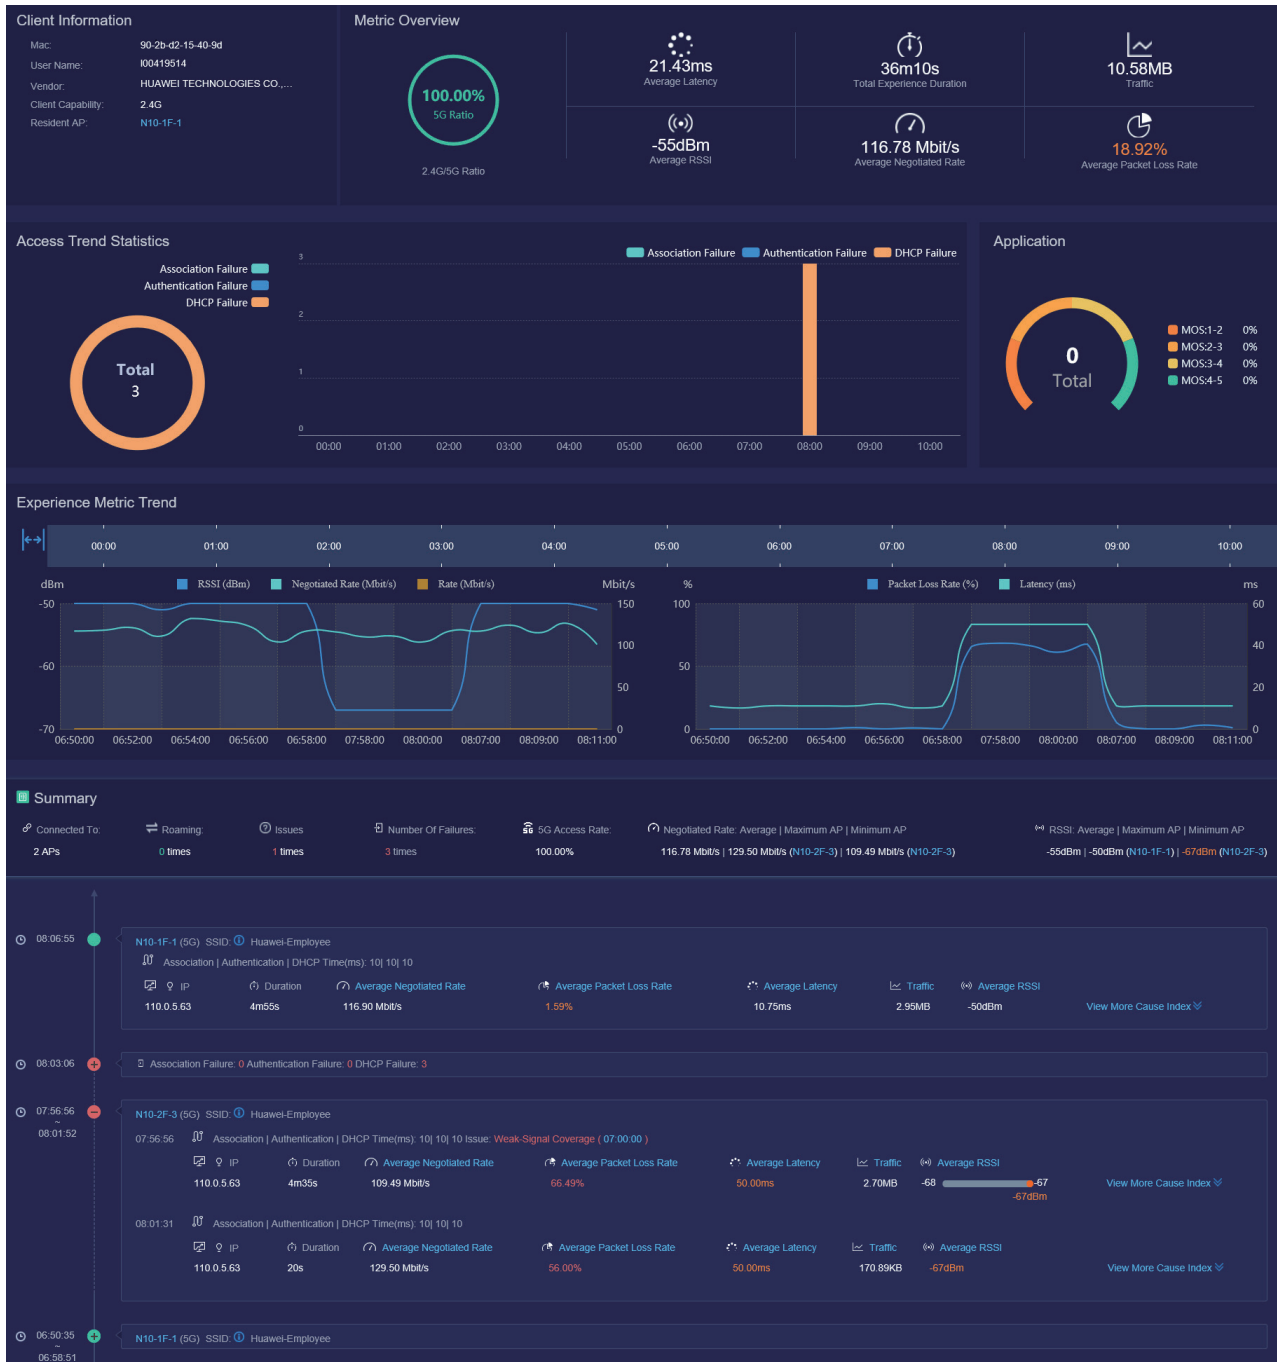 Client Information
Mac: 90-2b-d2-15-40-9d
User Name: l00419514
Vendor: HUAWEI TECHNOLOGIES CO.,...
Client Capability: 2.4G
Resident AP: N10-1F-1
Metric Overview
100.00%
5G Ratio
2.4G/5G Ratio
21.43ms
Average Latency
36m10s
Total Experience Duration
10.58MB
Traffic
-55dBm
Average RSSI
116.78 Mbit/s
Average Negotiated Rate
18.92%
Average Packet Loss Rate
Access Trend Statistics
Association Failure
Authentication Failure
DHCP Failure
Total
3
Association Failure Authentication Failure DHCP Failure
3
2
1
0
00:00 01:00 02:00 03:00 04:00 05:00 06:00 07:00 08:00 09:00 10:00
Application
0
Total
MOS:1-2 0%
MOS:2-3 0%
MOS:3-4 0%
MOS:4-5 0%
Experience Metric Trend
00:00 01:00 02:00 03:00 04:00 05:00 06:00 07:00 08:00 09:00 10:00
dBm RSSI (dBm) Negotiated Rate (Mbit/s) Rate (Mbit/s) Mbit/s
-50 150
100
-60
50
-70 0
06:50:00 06:52:00 06:54:00 06:56:00 06:58:00 07:58:00 08:00:00 08:07:00 08:09:00 08:11:00
% Packet Loss Rate (%) Latency (ms) ms
100 60
40
50
20
0 0
06:50:00 06:52:00 06:54:00 06:56:00 06:58:00 07:58:00 08:00:00 08:07:00 08:09:00 08:11:00
Summary
Connected To: Roaming: Issues Number Of Failures: 5G 5G Access Rate: Negotiated Rate: Average | Maximum AP | Minimum AP RSSI: Average | Maximum AP | Minimum AP
2 APs 0 times 1 times 3 times 100.00% 116.78 Mbit/s | 129.50 Mbit/s (N10-2F-3) | 109.49 Mbit/s (N10-2F-3) -55dBm | -50dBm (N10-1F-1) | -67dBm (N10-2F-3)
08:06:55
N10-1F-1 (5G) SSID: Huawei-Employee
Association | Authentication | DHCP Time(ms): 10| 10| 10
IP Duration Average Negotiated Rate Average Packet Loss Rate Average Latency Traffic Average RSSI
110.0.5.63 4m55s 116.90 Mbit/s 1.59% 10.75ms 2.95MB -50dBm View More Cause Index
08:03:06 Association Failure: 0 Authentication Failure: 0 DHCP Failure: 3
07:56:56
~
08:01:52
N10-2F-3 (5G) SSID: Huawei-Employee
07:56:56 Association | Authentication | DHCP Time(ms): 10| 10| 10 Issue: Weak-Signal Coverage ( 07:00:00 )
IP Duration Average Negotiated Rate Average Packet Loss Rate Average Latency Traffic Average RSSI
110.0.5.63 4m35s 109.49 Mbit/s 66.49% 50.00ms 2.70MB -68 -67 View More Cause Index
-67dBm
08:01:31 Association | Authentication | DHCP Time(ms): 10| 10| 10
IP Duration Average Negotiated Rate Average Packet Loss Rate Average Latency Traffic Average RSSI
110.0.5.63 20s 129.50 Mbit/s 56.00% 50.00ms 170.89KB -67dBm View More Cause Index
06:50:35
~
06:58:51
N10-1F-1 (5G) SSID: Huawei-Employee